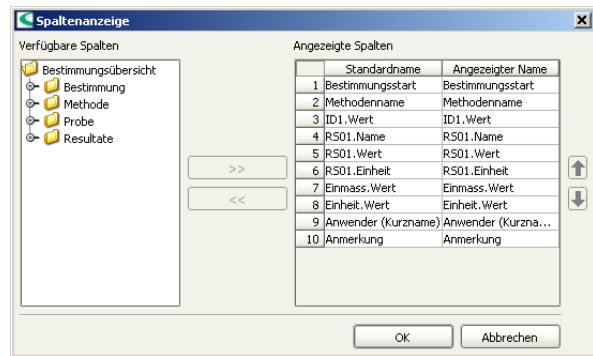 Spaltenanzeige
Verfügbare Spalten
Bestimmungsübersicht
Bestimmung
Methode
Probe
Resultate
>>
<<
Angezeigte Spalten
Standardname Angezeigter Name
1 Bestimmungsstart Bestimmungsstart
2 Methodenname Methodenname
3 ID1.Wert ID1.Wert
4 RS01.Name RS01.Name
5 RS01.Wert RS01.Wert
6 RS01.Einheit RS01.Einheit
7 Einmass.Wert Einmass.Wert
8 Einheit.Wert Einheit.Wert
9 Anwender (Kurzname) Anwender (Kurzna...
10 Anmerkung Anmerkung
OK Abbrechen